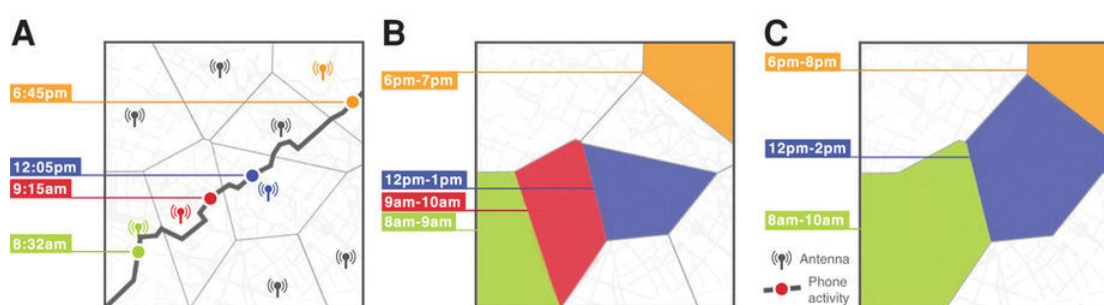 A
6:45pm
12:05pm
9:15am
8:32am
B
6pm-7pm
12pm-1pm
9am-10am
8am-9am
C
6pm-8pm
12pm-2pm
8am-10am
Antenna
Phone
activity